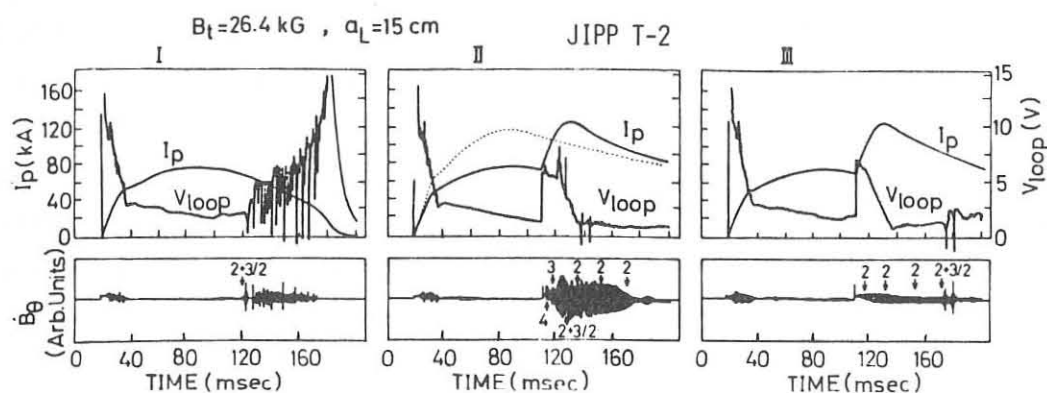 Bt=26.4 kG , aL=15 cm JIPP T-2
I II III
160 120 80 40 0
Ip(kA)
Ip
Vloop
Ip
Vloop
Ip
Vloop
15 10 5 0
Vloop (V)
Ḃθ
(Arb.Units)
2+3/2
3 2 2 2
4
2+3/2
2 2 2 2+3/2
0 40 80 120 160
0 40 80 120 160
0 40 80 120 160
TIME (msec) TIME (msec) TIME (msec)